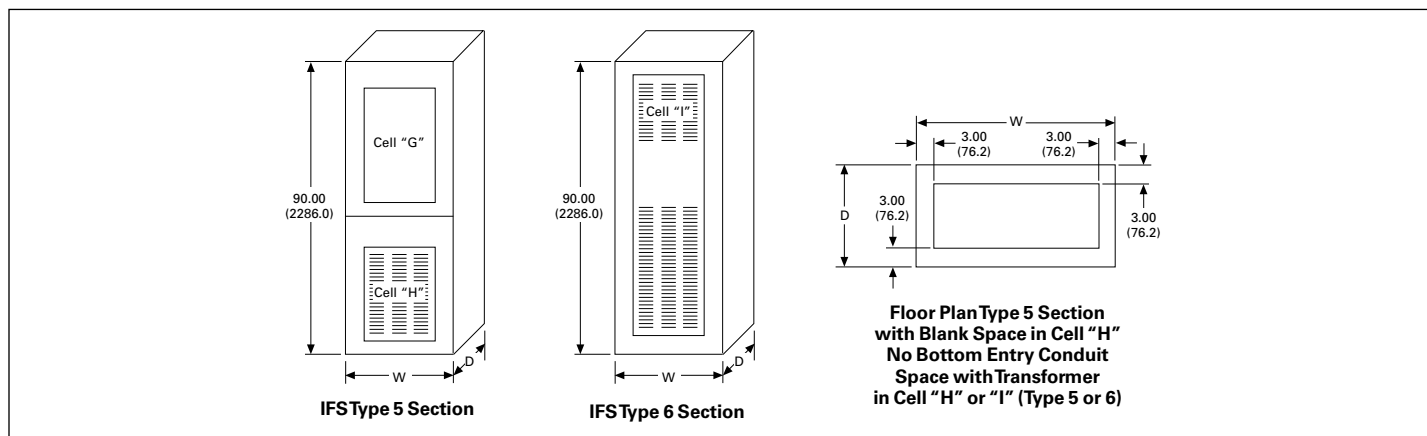 Cell “G”
90.00
(2286.0)
Cell “H”
W
D
IFS Type 5 Section
Cell “I”
90.00
(2286.0)
W
D
IFS Type 6 Section
W
3.00
(76.2)
3.00
(76.2)
D
3.00
(76.2)
3.00
(76.2)
Floor Plan Type 5 Section
with Blank Space in Cell “H”
No Bottom Entry Conduit
Space with Transformer
in Cell “H” or “I” (Type 5 or 6)